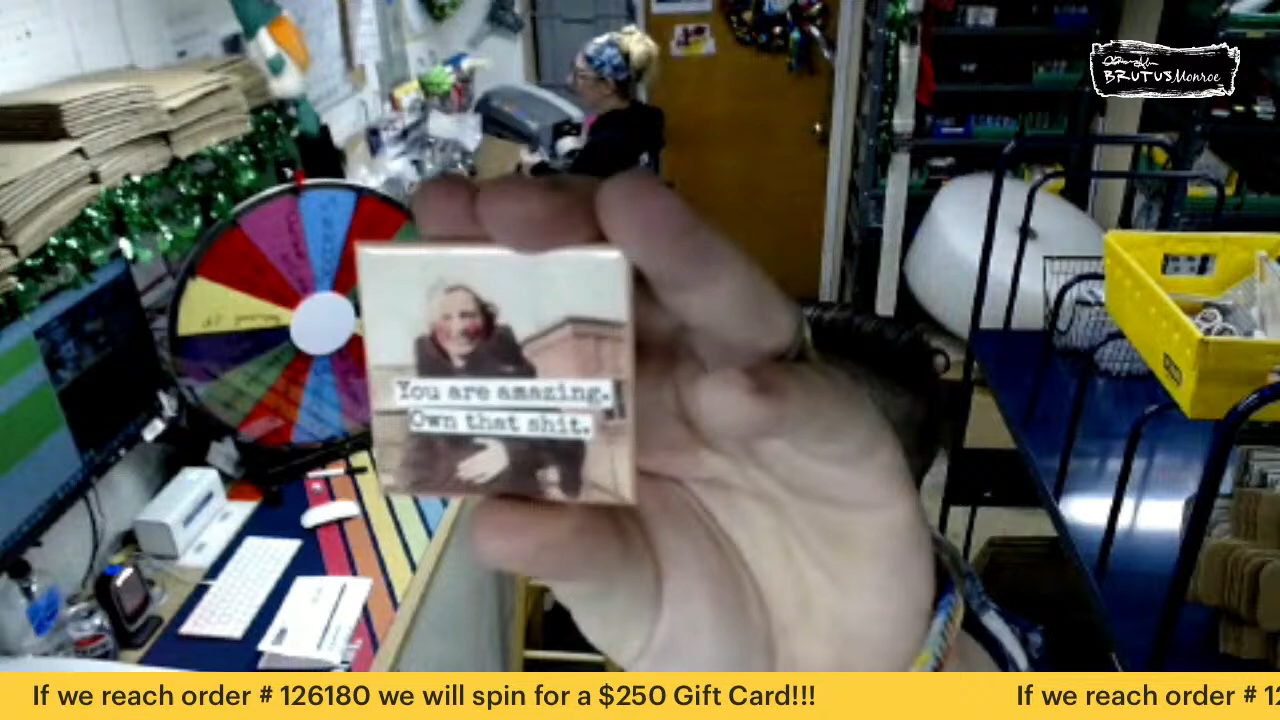 BRUTUS Monroe
You are amazing.
Own that shit.
If we reach order # 126180 we will spin for a $250 Gift Card!!!
If we reach order # 12